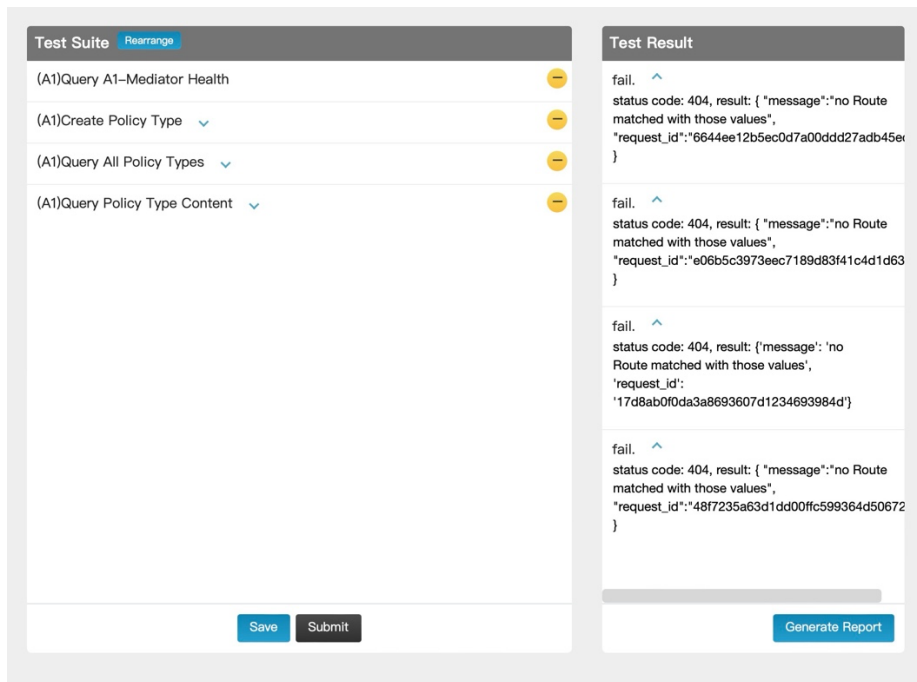 Test Suite Rearrange
(A1)Query A1-Mediator Health
(A1)Create Policy Type
(A1)Query All Policy Types
(A1)Query Policy Type Content
Save Submit
Test Result
fail.
status code: 404, result: { "message":"no Route
matched with those values",
"request_id":"6644ee12b5ec0d7a00ddd27adb45e
}
fail.
status code: 404, result: { "message":"no Route
matched with those values",
"request_id":"e06b5c3973eec7189d83f41c4d1d63
}
fail.
status code: 404, result: {'message': 'no
Route matched with those values',
'request_id':
'17d8ab0f0da3a8693607d1234693984d'}
fail.
status code: 404, result: { "message":"no Route
matched with those values",
"request_id":"48f7235a63d1dd00ffc599364d50672
}
Generate Report